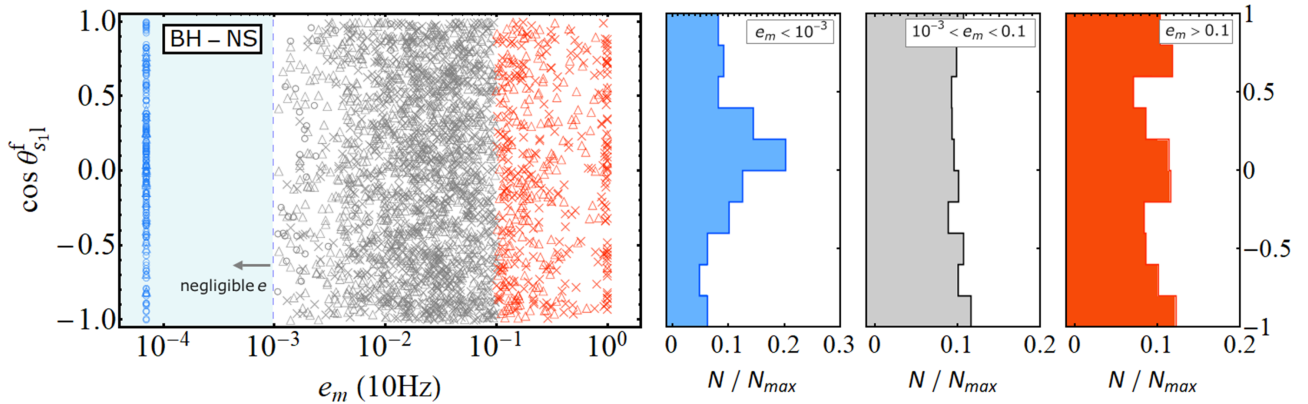 BH – NS
negligible e
cos θ^f_{s_1 l}
1.0
0.5
0.0
−0.5
−1.0
10^−4
10^−3
10^−2
10^−1
10^0
e_m (10Hz)
e_m < 10^−3
0
0.1
0.2
0.3
N / N_max
10^−3 < e_m < 0.1
0
0.1
0.2
N / N_max
e_m > 0.1
1
0.5
0
−0.5
−1
0
0.1
0.2
N / N_max